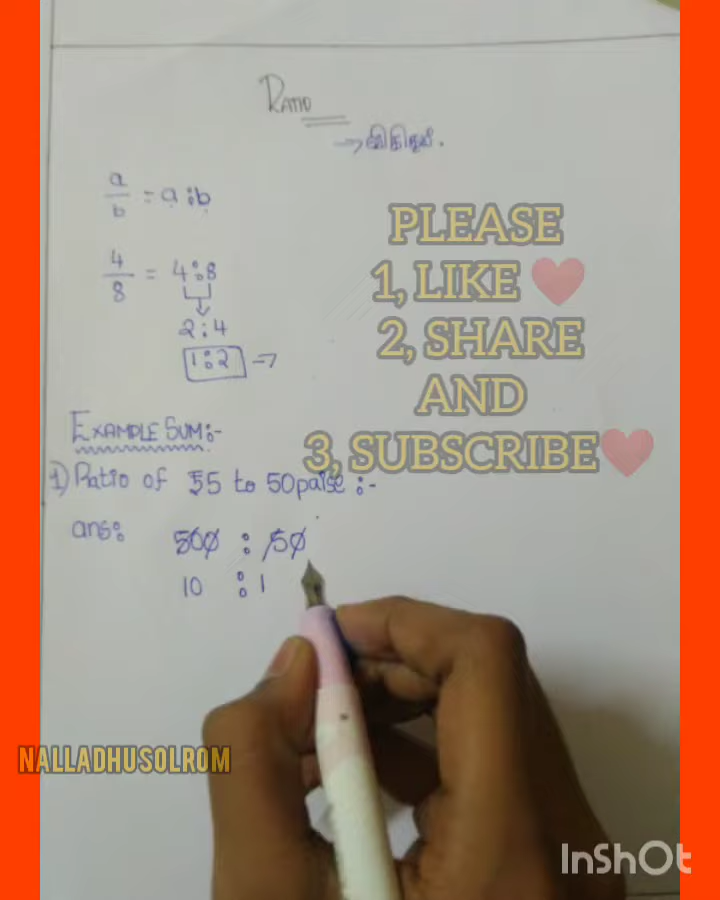 RATIO
→ விகிதம்.
a/b = a:b
4/8 = 4:8
2:4
1:2 ⇒
EXAMPLE SUM:-
1) Ratio of ₹5 to 50paise :-
ans: 500 : 50
10 : 1
PLEASE
1, LIKE ❤
2, SHARE
AND
3, SUBSCRIBE❤
NALLADHUSOLROM
InShOt